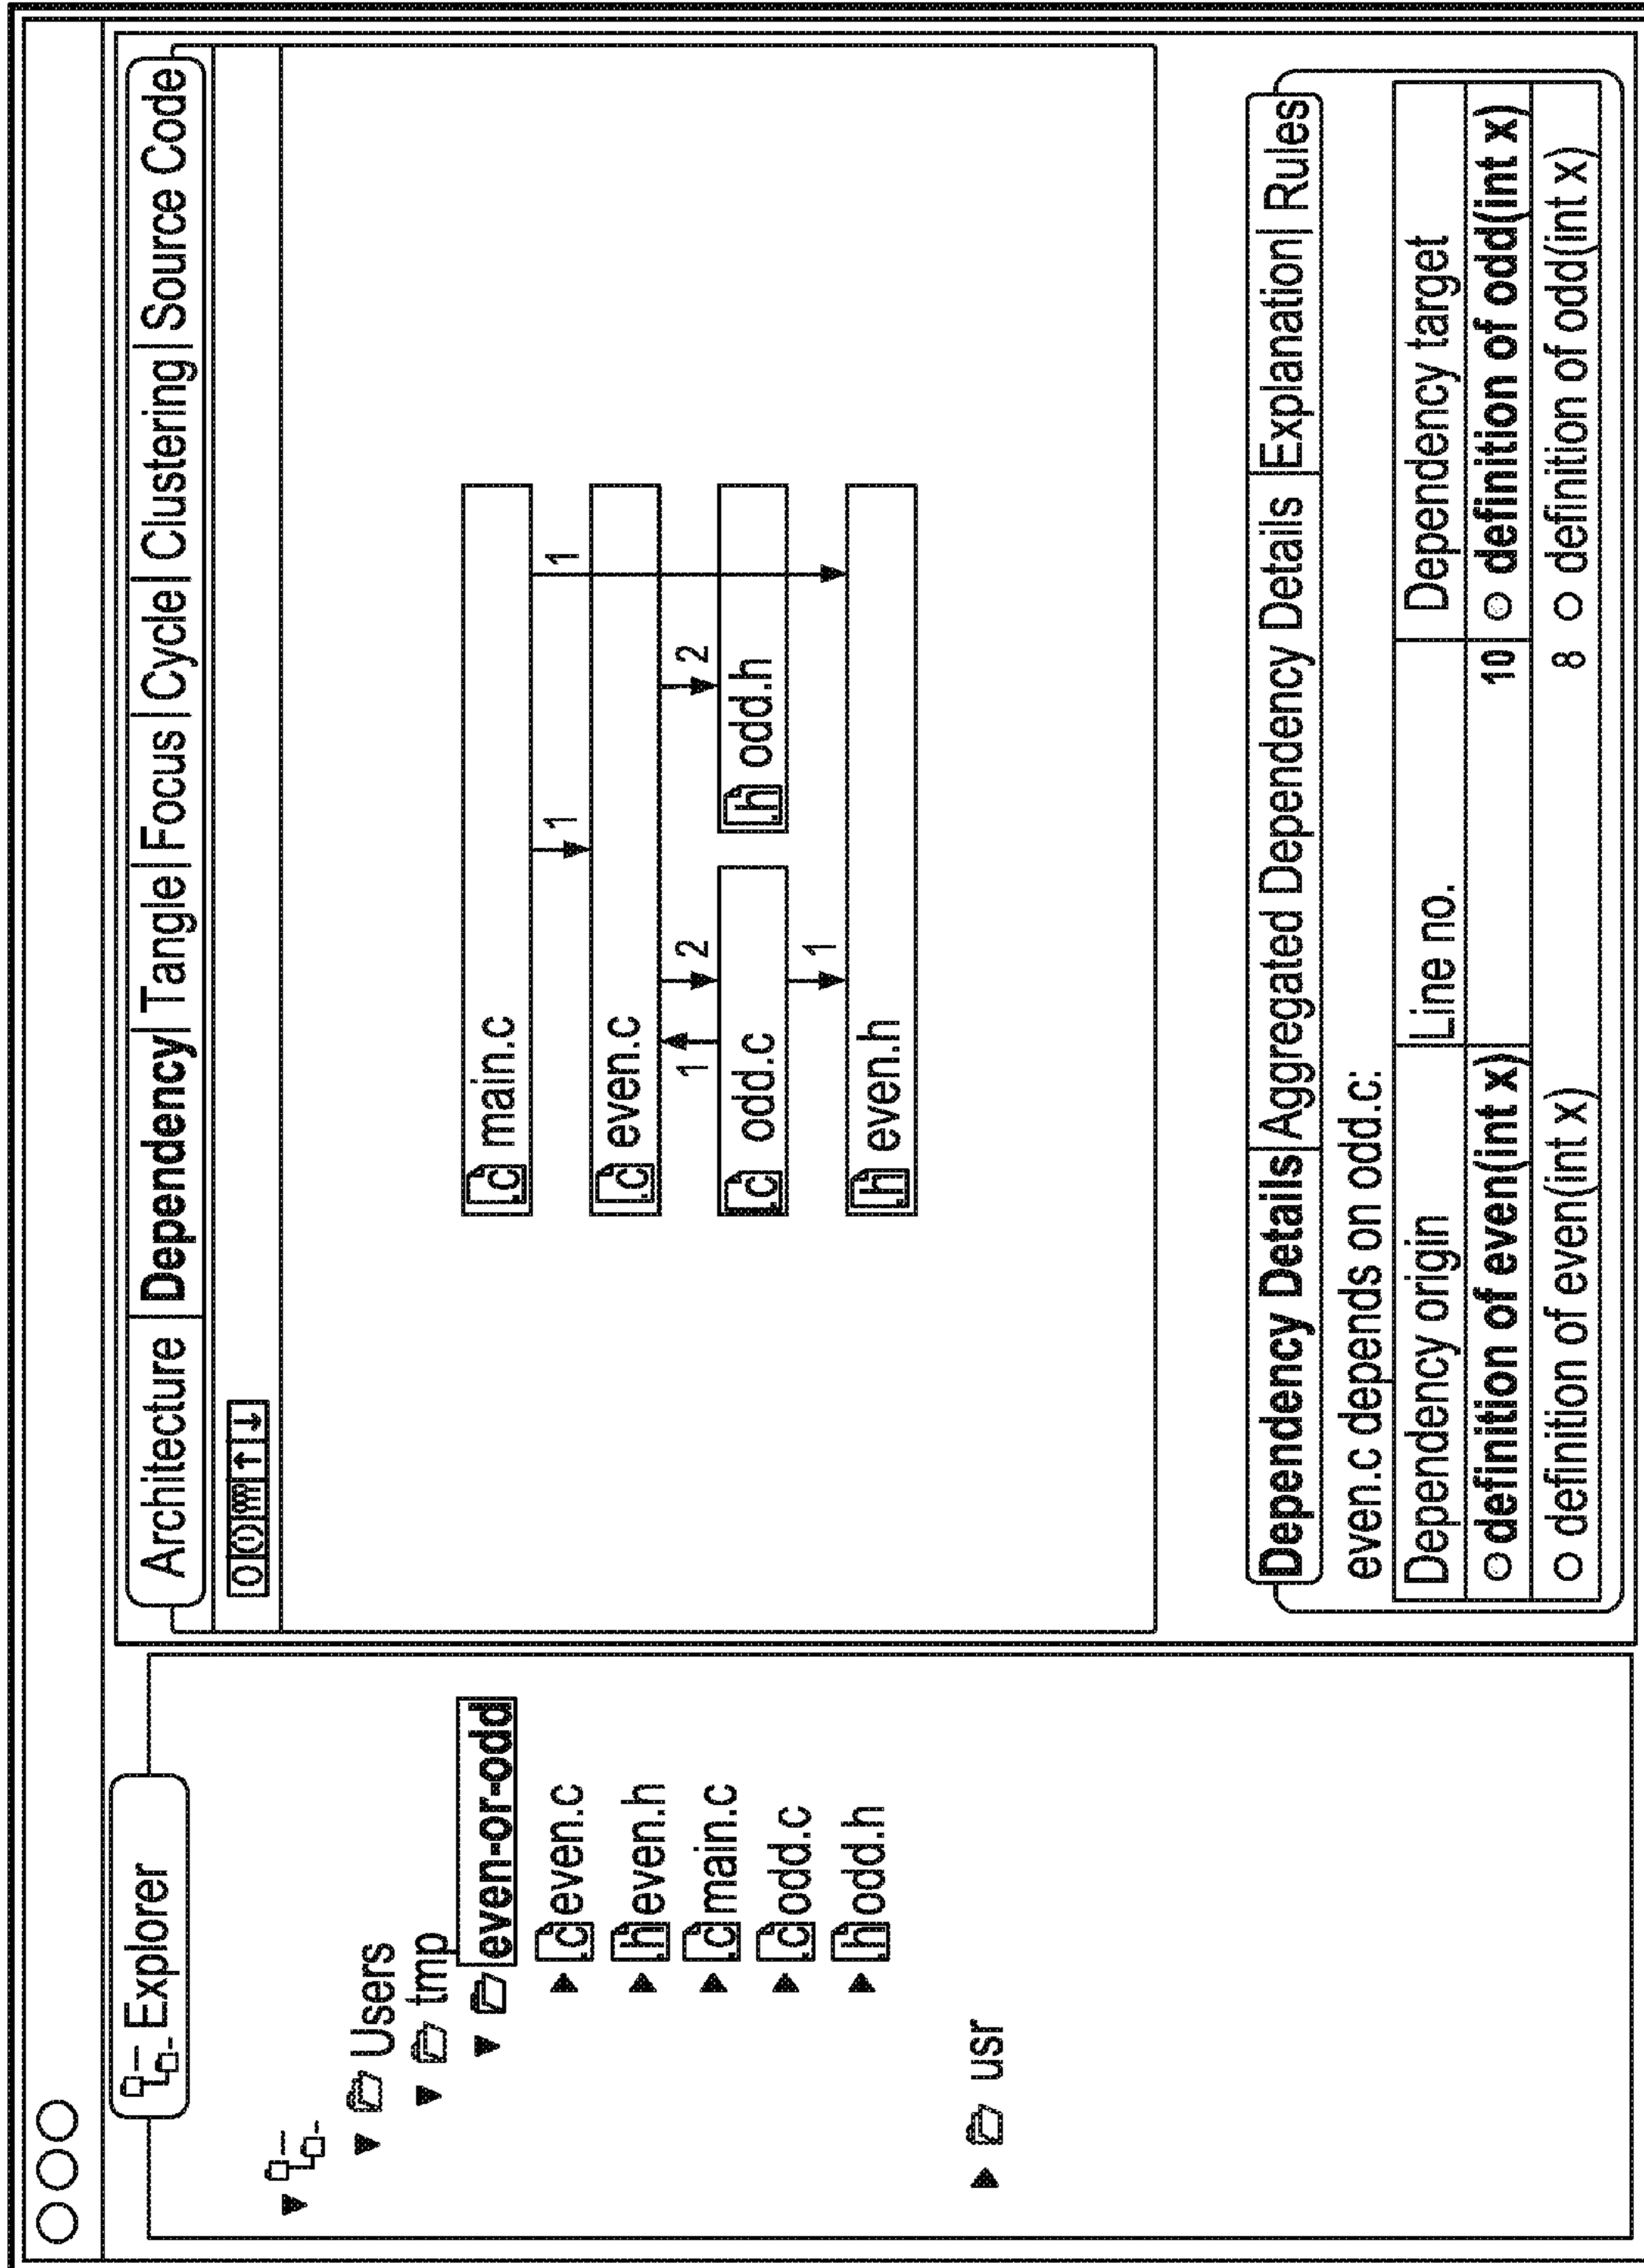 Explorer
Users
tmp
even-or-odd
.c even.c
.h even.h
.c main.c
.c odd.c
.h odd.h
usr
Architecture | Dependency | Tangle | Focus | Cycle | Clustering | Source Code
.c main.c
1
1
.c even.c
1
2
2
.c odd.c
.h odd.h
1
.h even.h
Dependency Details | Aggregated Dependency Details | Explanation | Rules
even.c depends on odd.c:
Dependency origin Line no. Dependency target
definition of even(int x) 10 definition of odd(int x)
definition of even(int x) 8 definition of odd(int x)